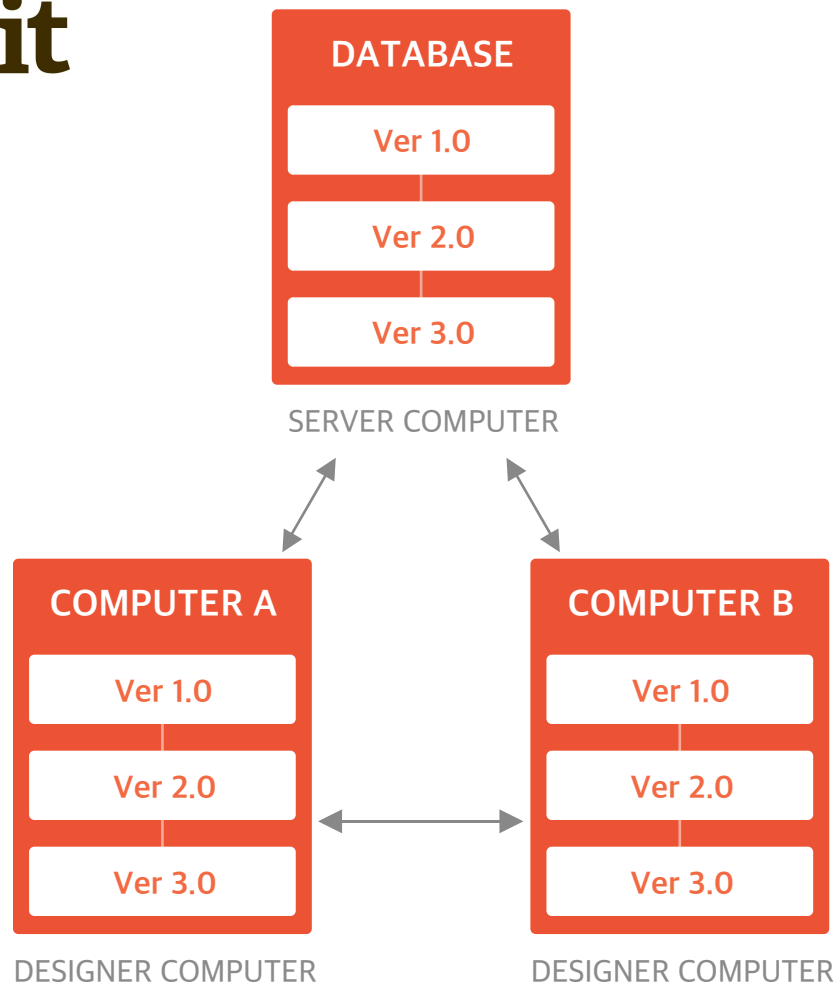 it
DATABASE
Ver 1.0
Ver 2.0
Ver 3.0
SERVER COMPUTER
COMPUTER A
Ver 1.0
Ver 2.0
Ver 3.0
DESIGNER COMPUTER
COMPUTER B
Ver 1.0
Ver 2.0
Ver 3.0
DESIGNER COMPUTER